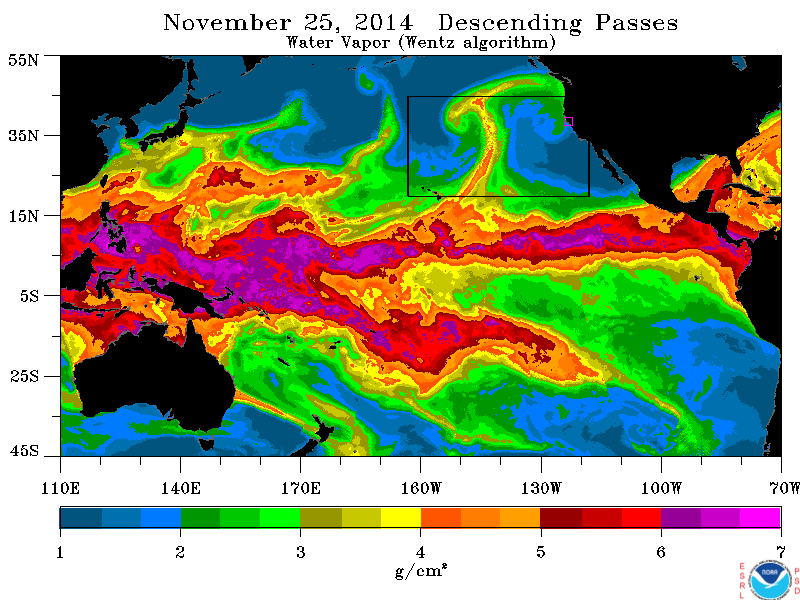 November 25, 2014 Descending Passes
Water Vapor (Wentz algorithm)
55N
35N
15N
5S
25S
45S
110E 140E 170E 160W 130W 100W 70W
1 2 3 4 5 6 7
g/cm²
ESRL NOAA PSD